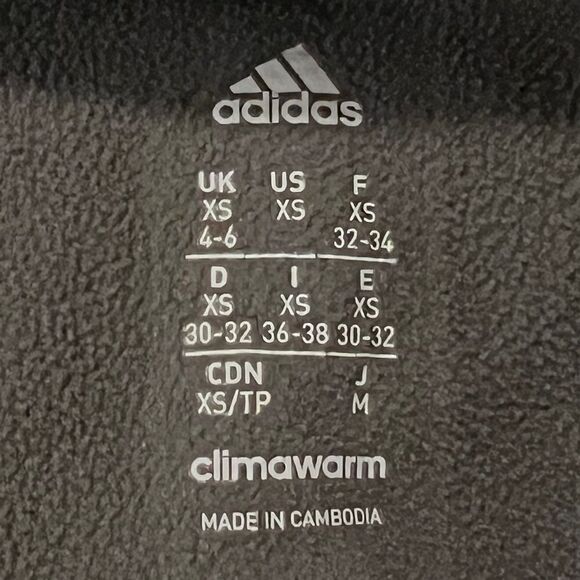 adidas
UK US F
XS XS XS
4-6 32-34
D I E
XS XS XS
30-32 36-38 30-32
CDN J
XS/TP M
climawarm
MADE IN CAMBODIA